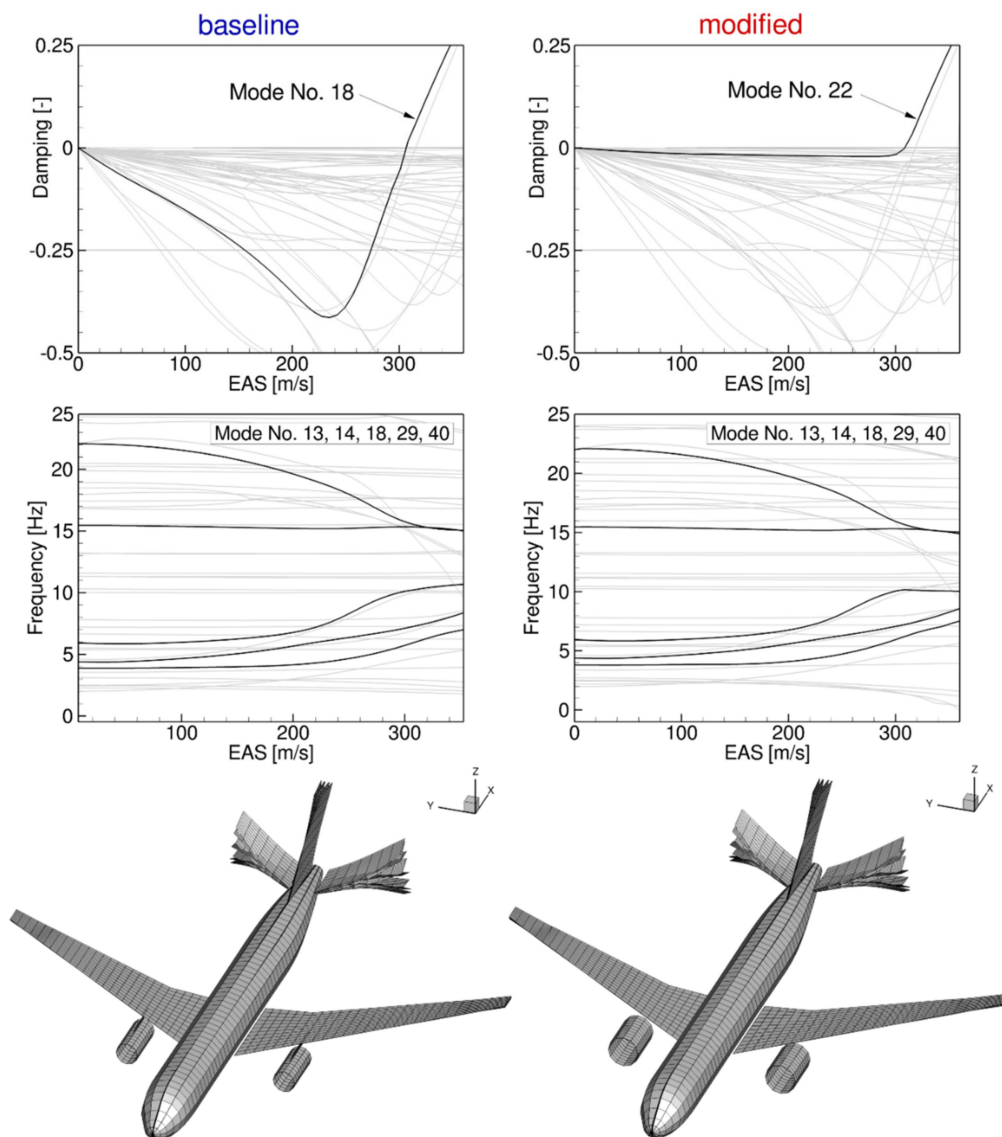 baseline
modified
0.25
Mode No. 18
0
-0.25
-0.5
Damping [-]
0 100 200 300
EAS [m/s]
0.25
Mode No. 22
0
-0.25
-0.5
Damping [-]
0 100 200 300
EAS [m/s]
25
Mode No. 13, 14, 18, 29, 40
20
15
10
5
0
Frequency [Hz]
100 200 300
EAS [m/s]
25
Mode No. 13, 14, 18, 29, 40
20
15
10
5
0
Frequency [Hz]
0 100 200 300
EAS [m/s]
Z
X
Y
Z
X
Y